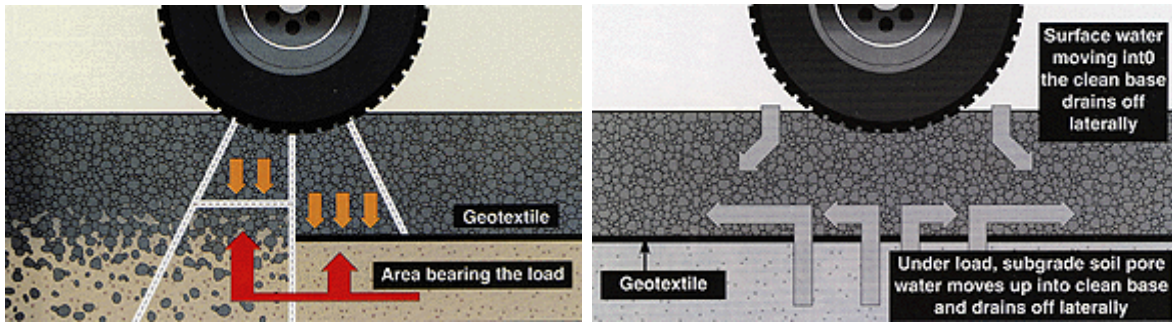 Geotextile
Area bearing the load
Surface water
moving int0
the clean base
drains off
laterally
Geotextile
Under load, subgrade soil pore
water moves up into clean base
and drains off laterally